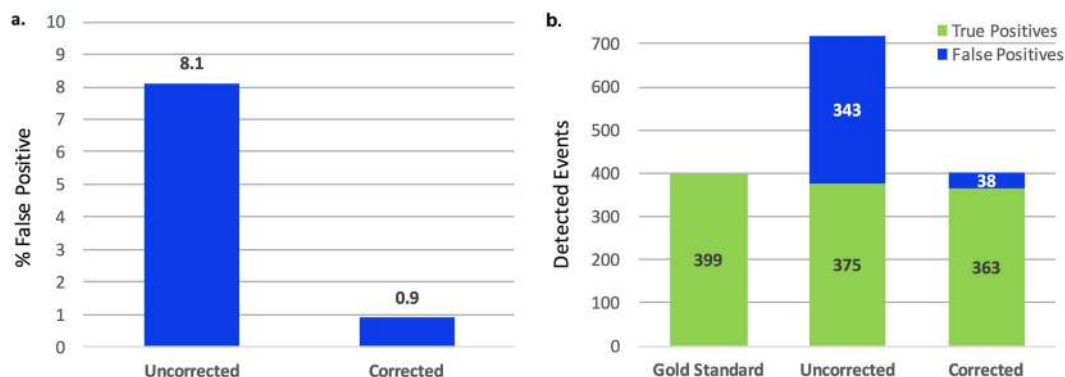 a.
% False Positive
10
9
8
7
6
5
4
3
2
1
0
8.1
0.9
Uncorrected
Corrected
b.
True Positives
False Positives
Detected Events
700
600
500
400
300
200
100
399
343
375
38
363
Gold Standard
Uncorrected
Corrected